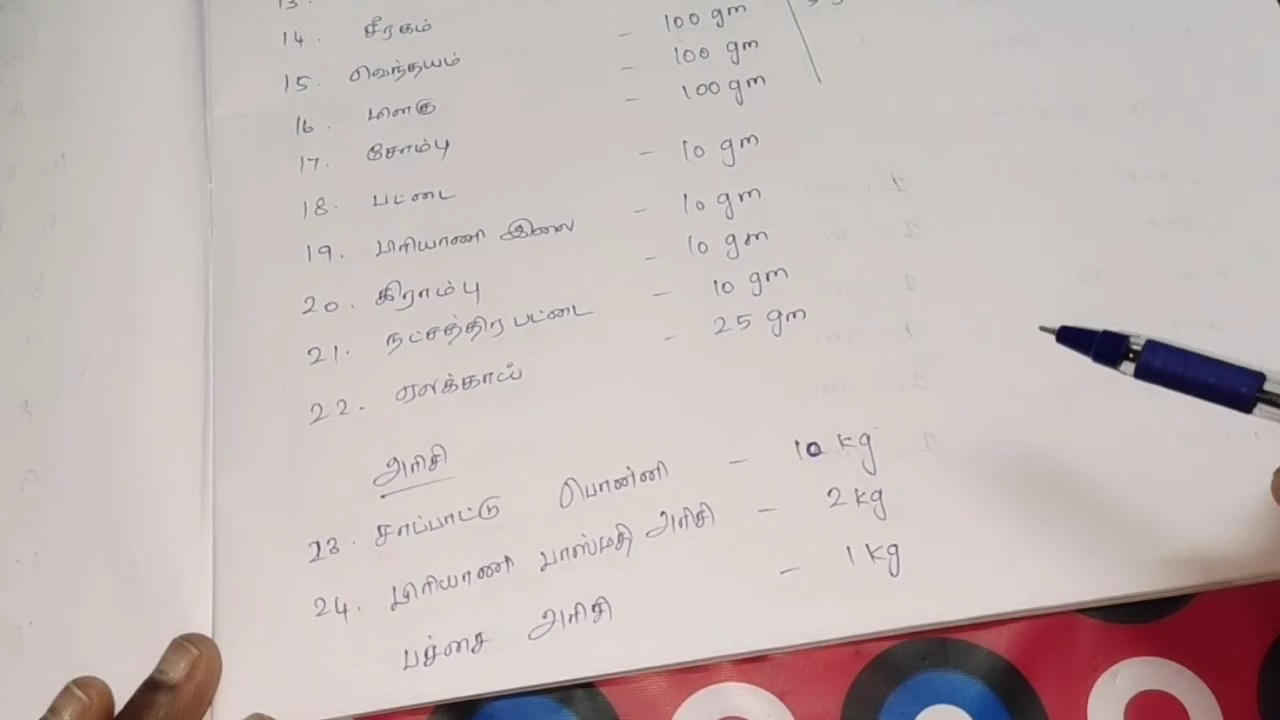 13.
14. சீரகம் - 100 gm
15. வெந்தயம் - 100 gm
16. மிளகு - 100 gm
17. சோம்பு - 10 gm
18. பட்டை - 10 gm
19. பிரியாணி இலை - 10 gm
20. கிராம்பு - 10 gm
21. நட்சத்திர பட்டை - 25 gm
22. ஏலக்காய்
அரிசி
23. சாப்பாட்டு பொன்னி - 10 kg
24. பிரியாணி பாஸ்மதி அரிசி - 2 kg
பச்சை அரிசி - 1 kg